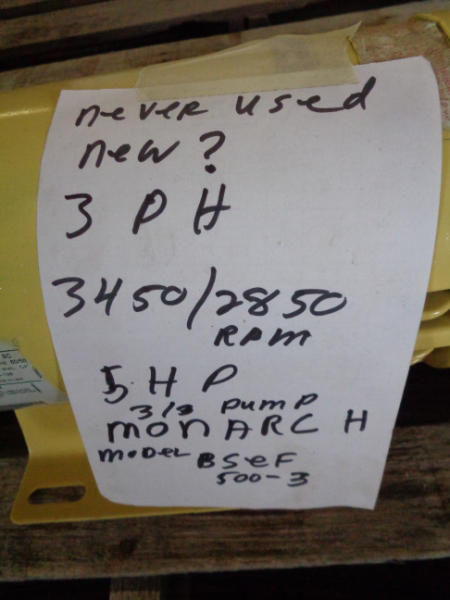 never used
new?
3 PH
3450/2850
RPM
5 HP
3/3 PUMP
MONARCH
MODEL BSEF
500-3